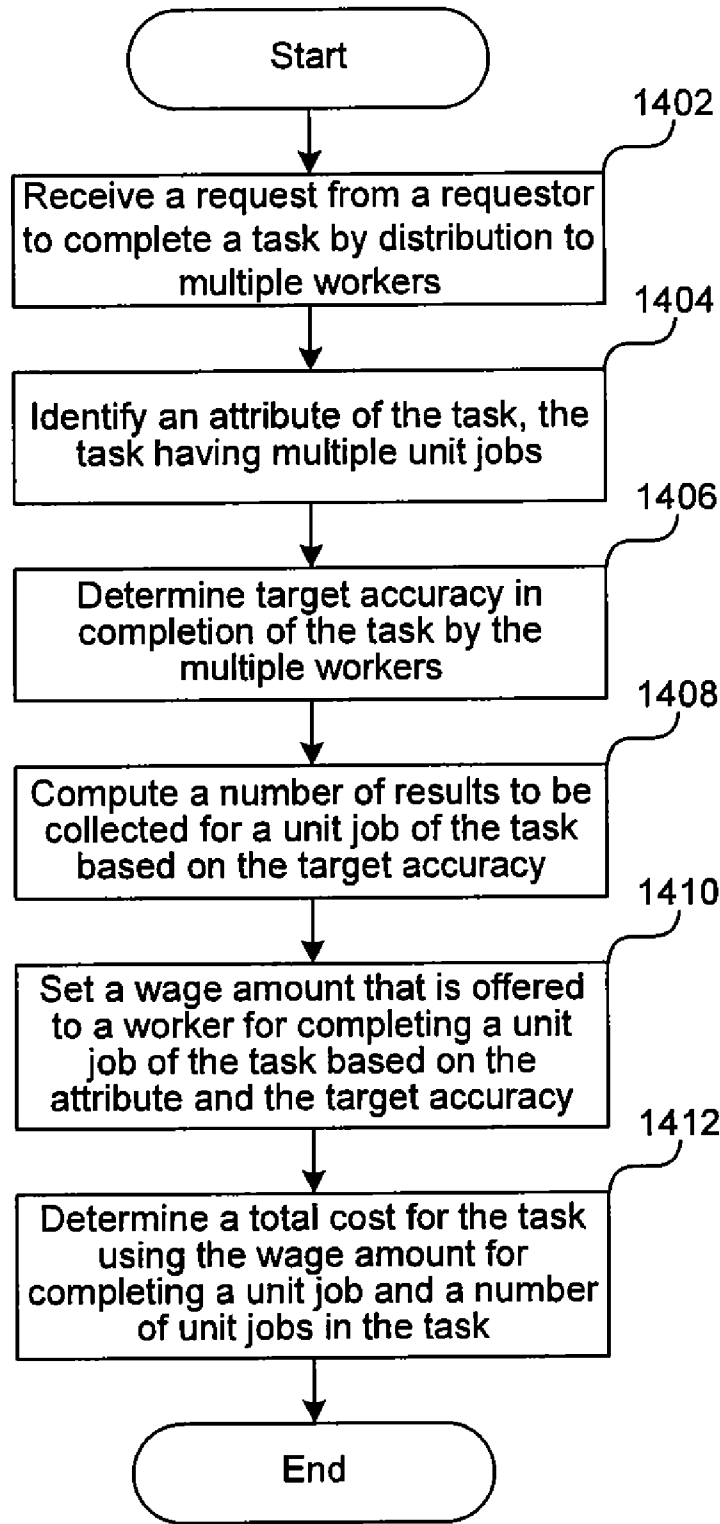 Start
1402
Receive a request from a requestor
to complete a task by distribution to
multiple workers
1404
Identify an attribute of the task, the
task having multiple unit jobs
1406
Determine target accuracy in
completion of the task by the
multiple workers
1408
Compute a number of results to be
collected for a unit job of the task
based on the target accuracy
1410
Set a wage amount that is offered
to a worker for completing a unit
job of the task based on the
attribute and the target accuracy
1412
Determine a total cost for the task
using the wage amount for
completing a unit job and a number
of unit jobs in the task
End